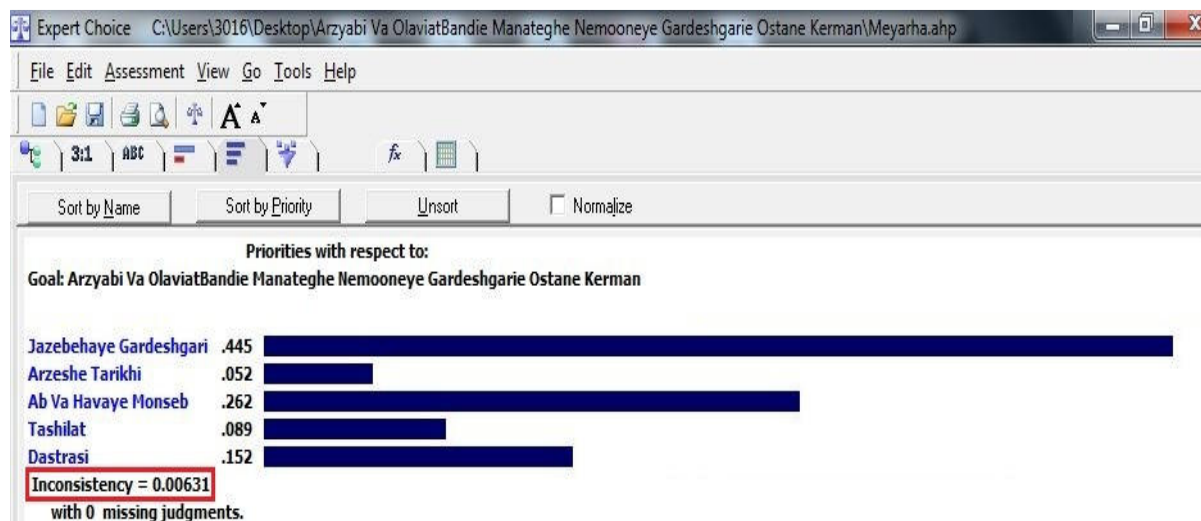 Expert Choice C:\Users\3016\Desktop\Arzyabi Va OlaviatBandie Manateghe Nemooneye Gardeshgarie Ostane Kerman\Meyarha.ahp
File Edit Assessment View Go Tools Help
A A
3:1 ABC fx
Sort by Name Sort by Priority Unsort Normalize
Priorities with respect to:
Goal: Arzyabi Va OlaviatBandie Manateghe Nemooneye Gardeshgarie Ostane Kerman
Jazebehaye Gardeshgari .445
Arzeshe Tarikhi .052
Ab Va Havaye Monseb .262
Tashilat .089
Dastrasi .152
Inconsistency = 0.00631
with 0 missing judgments.